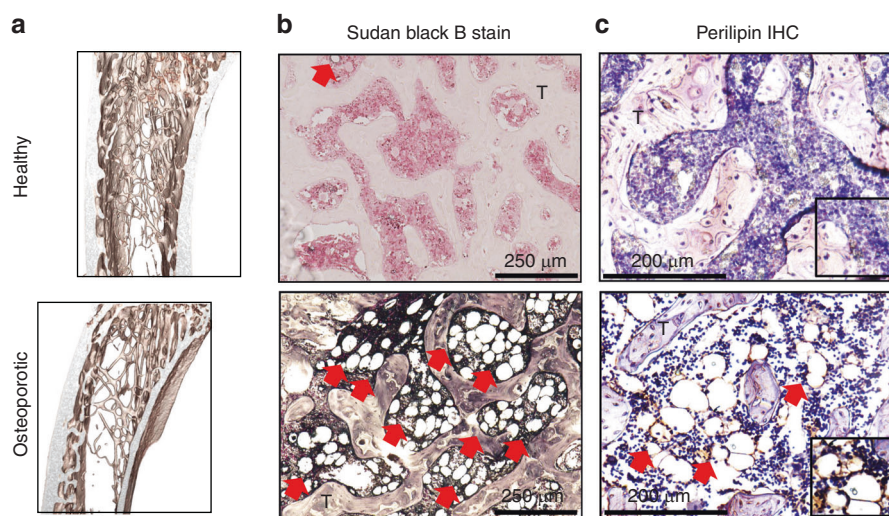 a
b
Sudan black B stain
c
Perilipin IHC
Healthy
T
250 μm
T
200 μm
Osteoporotic
T
250 μm
T
200 μm